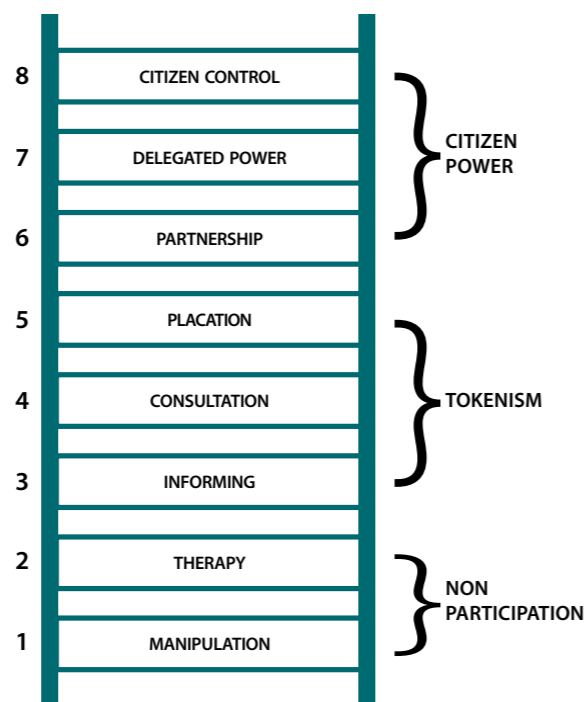 8 CITIZEN CONTROL
7 DELEGATED POWER
6 PARTNERSHIP
CITIZEN
POWER
5 PLACATION
4 CONSULTATION
3 INFORMING
TOKENISM
2 THERAPY
1 MANIPULATION
NON
PARTICIPATION